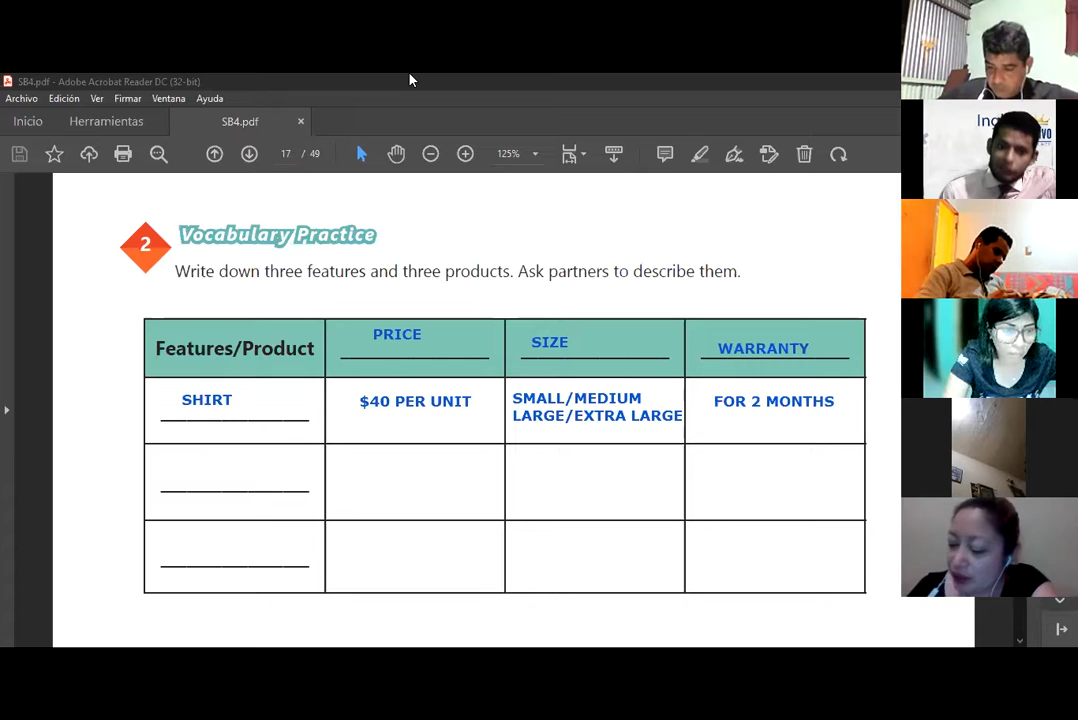 SB4.pdf - Adobe Acrobat Reader DC (32-bit)
Archivo Edición Ver Firmar Ventana Ayuda
Inicio Herramientas SB4.pdf ×
17 / 49 125%
2 Vocabulary Practice
Write down three features and three products. Ask partners to describe them.
Features/Product PRICE SIZE WARRANTY
SHIRT $40 PER UNIT SMALL/MEDIUM FOR 2 MONTHS
LARGE/EXTRA LARGE